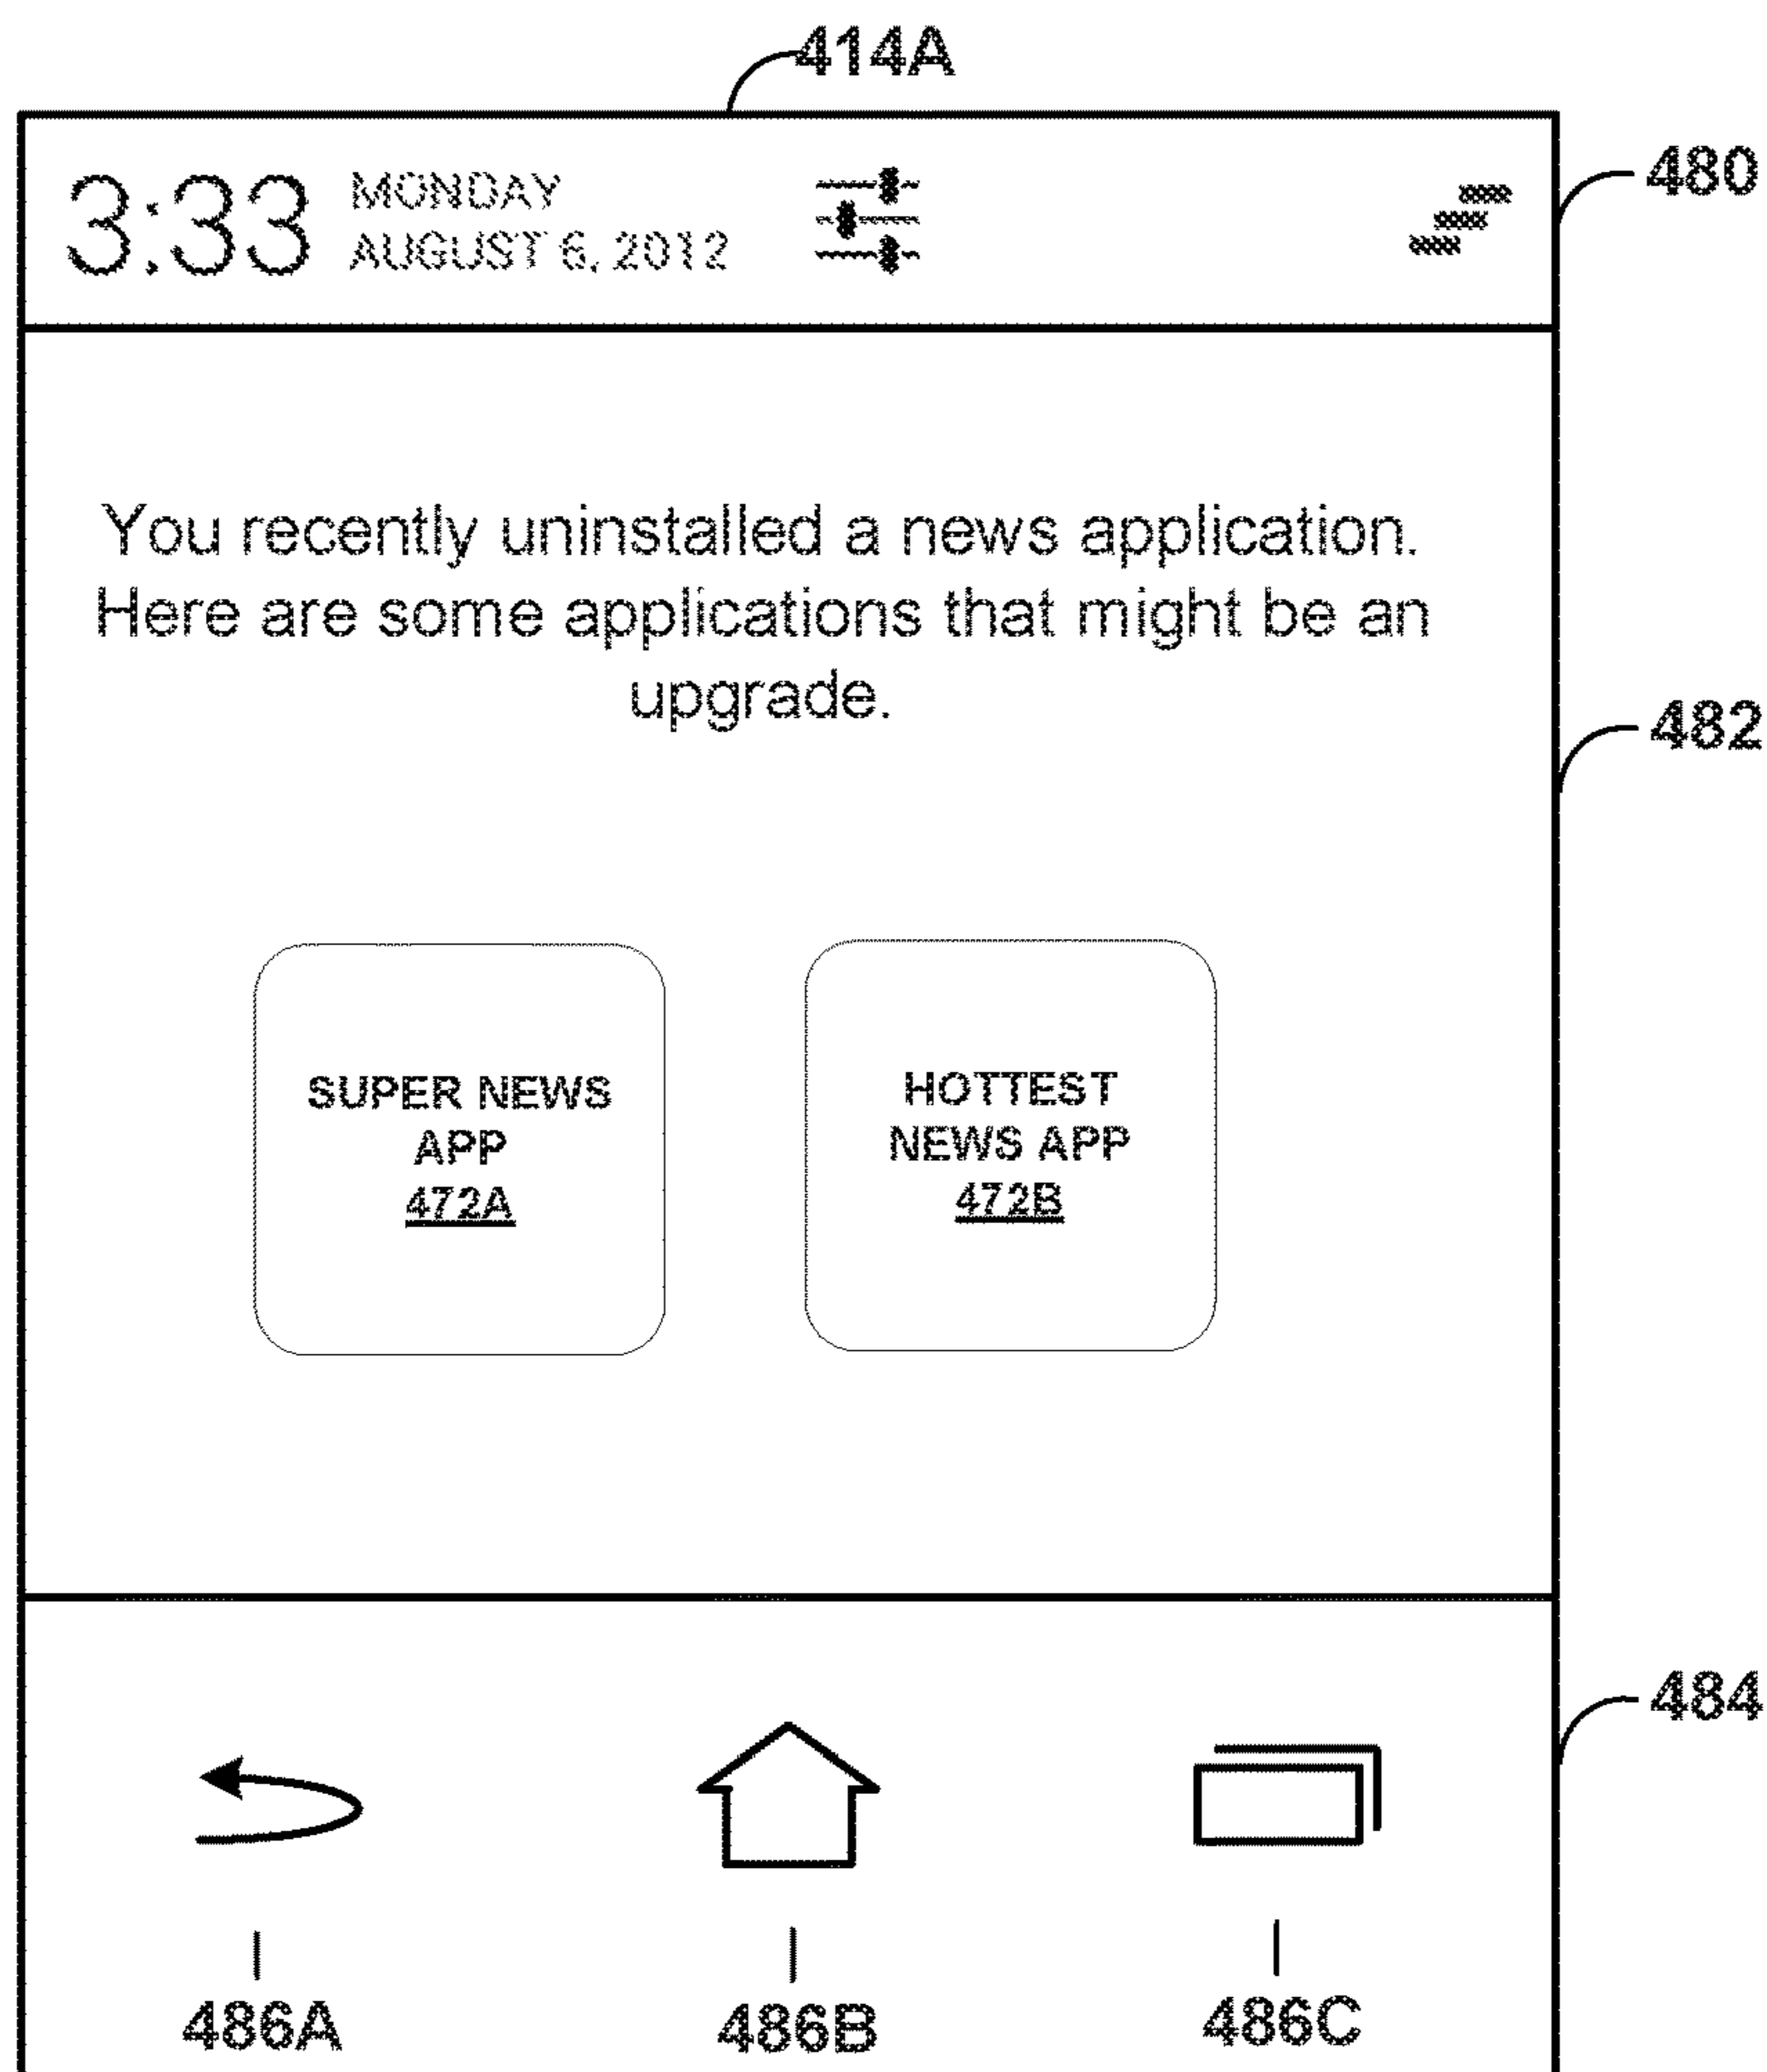 414A
3:33
MONDAY
AUGUST 6, 2012
480
You recently uninstalled a news application.
Here are some applications that might be an
upgrade.
482
SUPER NEWS
APP
472A
HOTTEST
NEWS APP
472B
484
486A
486B
486C